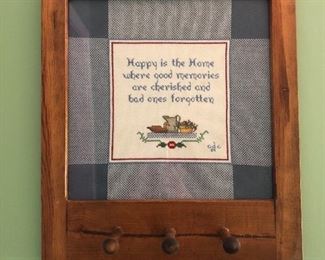 Happy is the Home
where good memories
are cherished and
bad ones forgotten